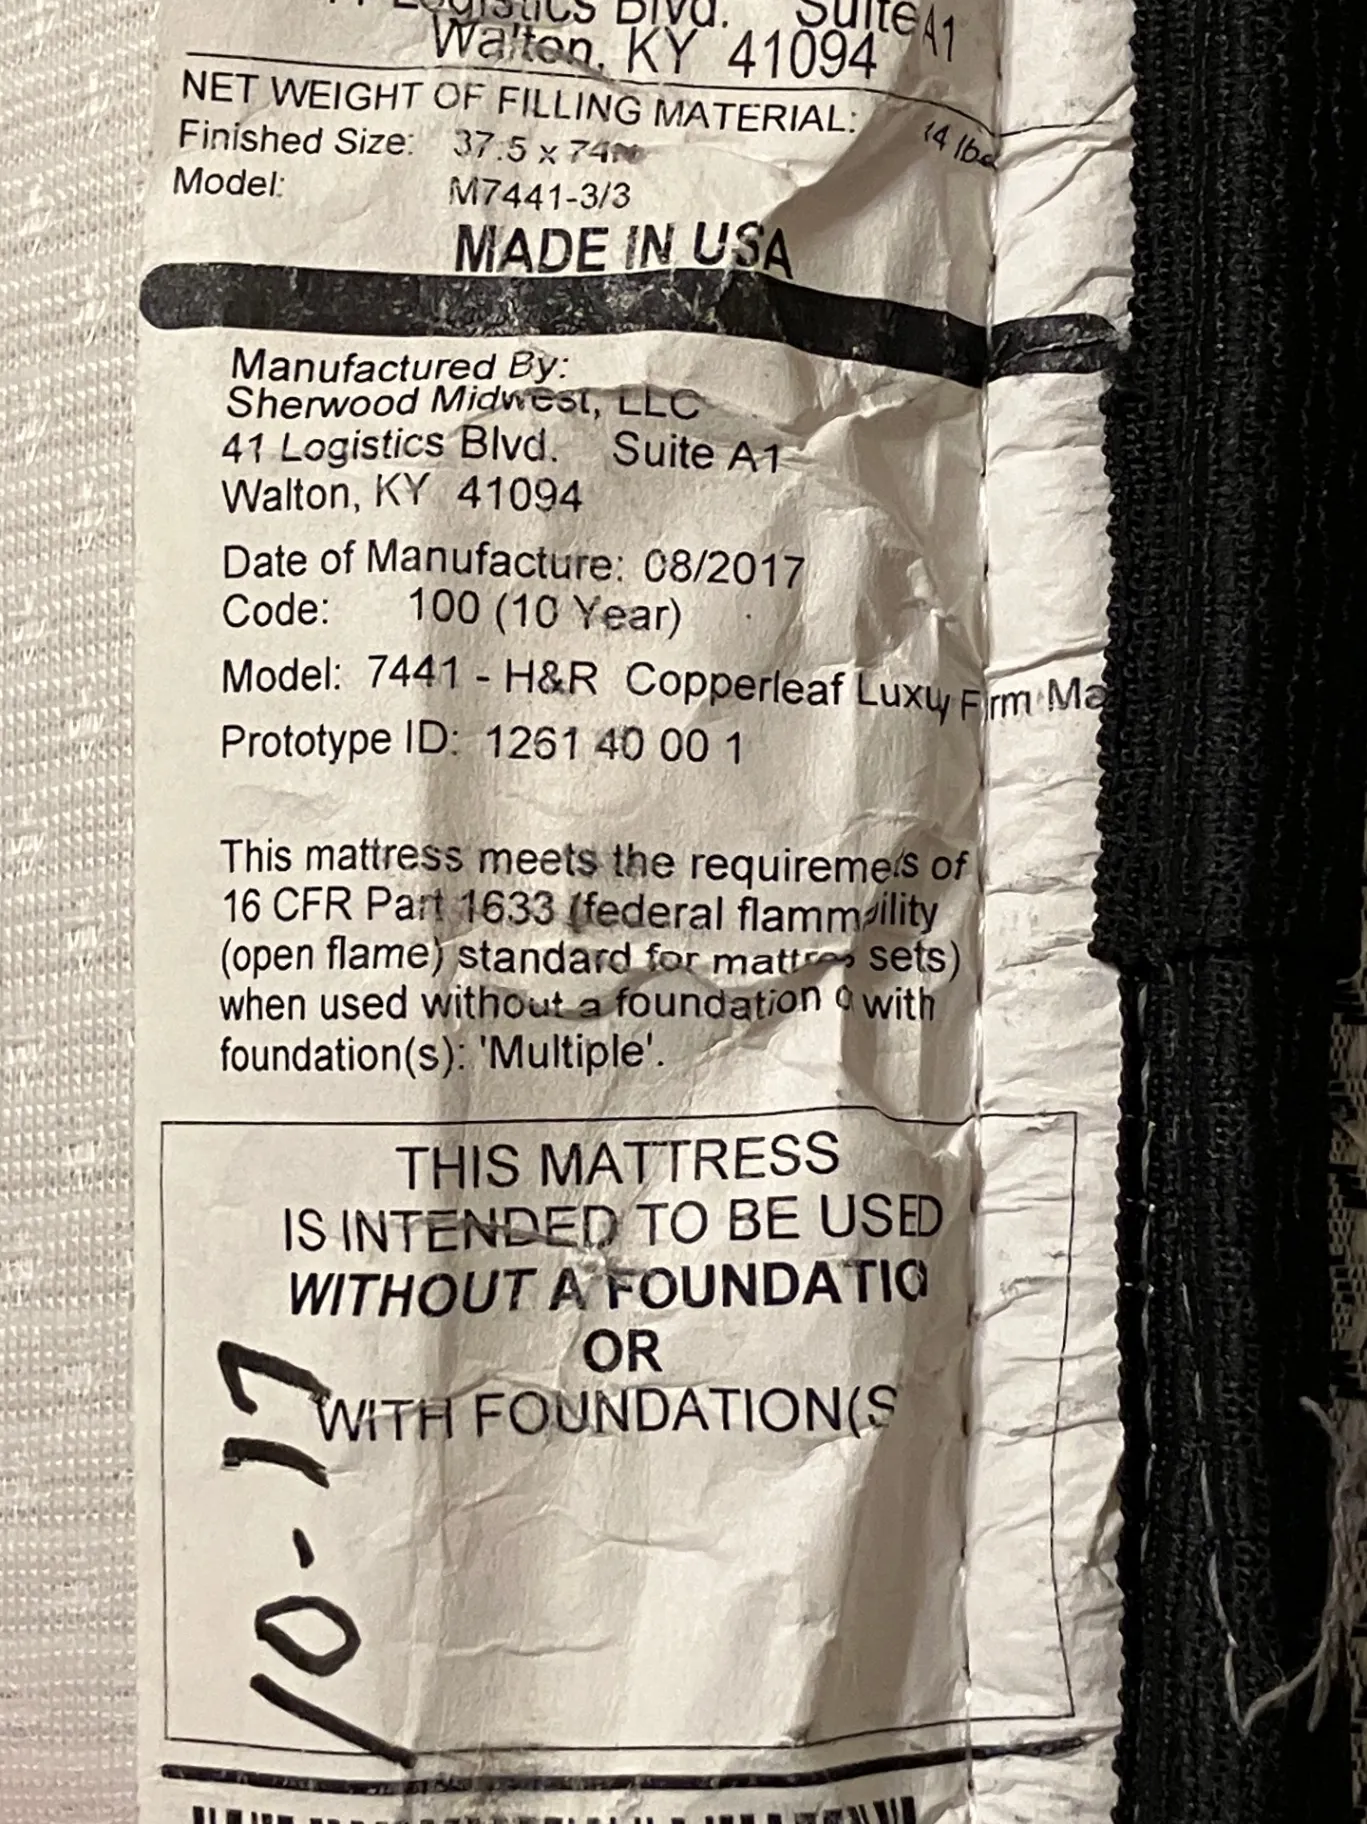 Logistics Blvd. Suite A1
Walton, KY 41094
NET WEIGHT OF FILLING MATERIAL: 14 lbs
Finished Size: 37.5 x 74
Model: M7441-3/3
MADE IN USA
Manufactured By:
Sherwood Midwest, LLC
41 Logistics Blvd. Suite A1
Walton, KY 41094
Date of Manufacture: 08/2017
Code: 100 (10 Year)
Model: 7441 - H&R Copperleaf Luxu Firm Ma
Prototype ID: 1261 40 00 1
This mattress meets the requirements of
16 CFR Part 1633 (federal flammability
(open flame) standard for mattress sets)
when used without a foundation or with
foundation(s): 'Multiple'.
THIS MATTRESS
IS INTENDED TO BE USED
WITHOUT A FOUNDATIO
OR
WITH FOUNDATION(S
10-17